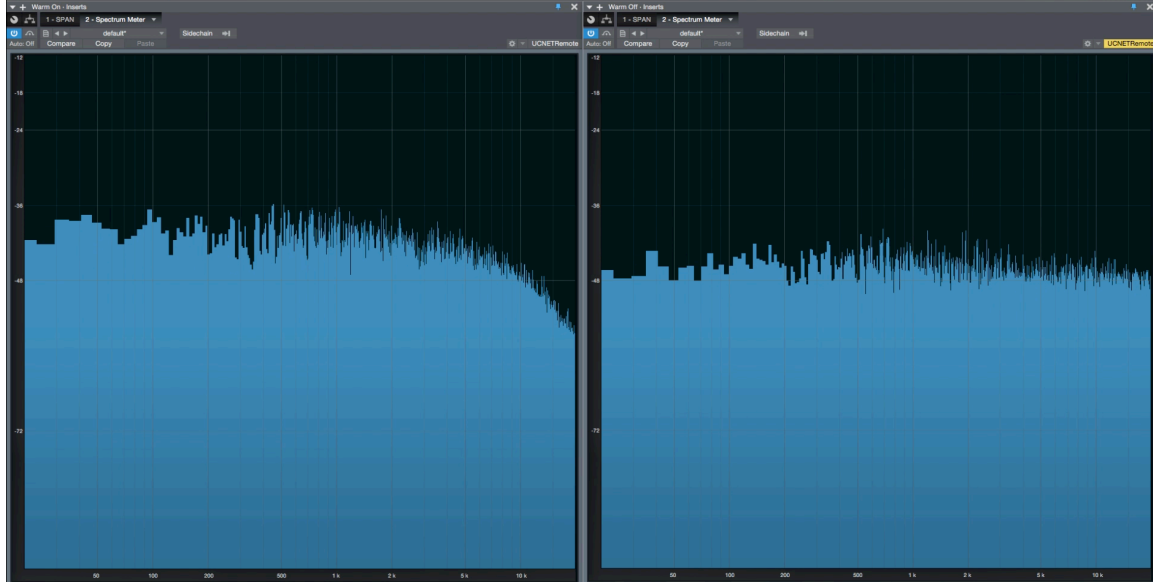 Warm On - Inserts
1 - SPAN 2 - Spectrum Meter
default* Sidechain
Auto: Off Compare Copy Paste UCNETRemote
-12
-18
-24
-36
-48
-72
50 100 200 500 1 k 2 k 5 k 10 k
Warm Off - Inserts
1 - SPAN 2 - Spectrum Meter
default* Sidechain
Auto: Off Compare Copy Paste UCNETRemote
-12
-18
-24
-36
-48
-72
50 100 200 500 1 k 2 k 5 k 10 k